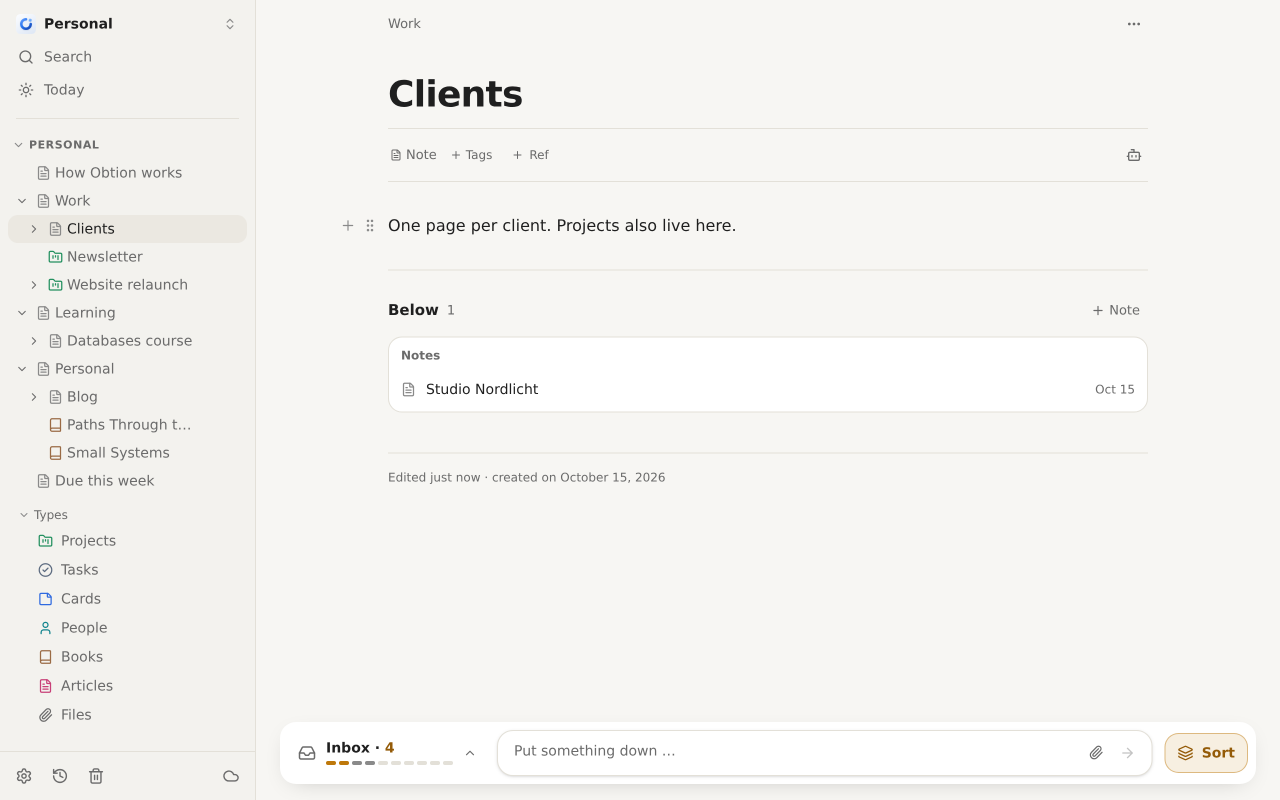 Personal
Search
Today
PERSONAL
How Obtion works
Work
Clients
Newsletter
Website relaunch
Learning
Databases course
Personal
Blog
Paths Through t...
Small Systems
Due this week
Types
Projects
Tasks
Cards
People
Books
Articles
Files
Work
Clients
Note + Tags + Ref
One page per client. Projects also live here.
Below 1 + Note
Notes
Studio Nordlicht Oct 15
Edited just now · created on October 15, 2026
Inbox · 4
Put something down ...
Sort